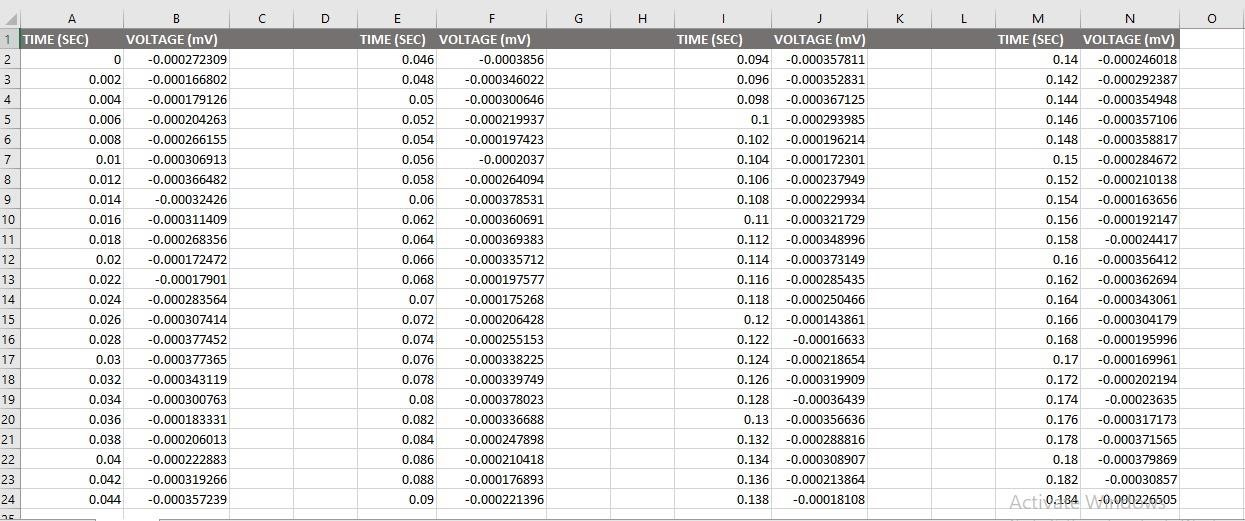 A B C D E F G H I J K L M N O
1 TIME (SEC) VOLTAGE (mV) TIME (SEC) VOLTAGE (mV) TIME (SEC) VOLTAGE (mV) TIME (SEC) VOLTAGE (mV)
2 0 -0.000272309 0.046 -0.0003856 0.094 -0.000357811 0.14 -0.000246018
3 0.002 -0.000166802 0.048 -0.000346022 0.096 -0.000352831 0.142 -0.000292387
4 0.004 -0.000179126 0.05 -0.000300646 0.098 -0.000367125 0.144 -0.000354948
5 0.006 -0.000204263 0.052 -0.000219937 0.1 -0.000293985 0.146 -0.000357106
6 0.008 -0.000266155 0.054 -0.000197423 0.102 -0.000196214 0.148 -0.000358817
7 0.01 -0.000306913 0.056 -0.0002037 0.104 -0.000172301 0.15 -0.000284672
8 0.012 -0.000366482 0.058 -0.000264094 0.106 -0.000237949 0.152 -0.000210138
9 0.014 -0.00032426 0.06 -0.000378531 0.108 -0.000229934 0.154 -0.000163656
10 0.016 -0.000311409 0.062 -0.000360691 0.11 -0.000321729 0.156 -0.000192147
11 0.018 -0.000268356 0.064 -0.000369383 0.112 -0.000348996 0.158 -0.00024417
12 0.02 -0.000172472 0.066 -0.000335712 0.114 -0.000373149 0.16 -0.000356412
13 0.022 -0.00017901 0.068 -0.000197577 0.116 -0.000285435 0.162 -0.000362694
14 0.024 -0.000283564 0.07 -0.000175268 0.118 -0.000250466 0.164 -0.000343061
15 0.026 -0.000307414 0.072 -0.000206428 0.12 -0.000143861 0.166 -0.000304179
16 0.028 -0.000377452 0.074 -0.000255153 0.122 -0.00016633 0.168 -0.000195996
17 0.03 -0.000377365 0.076 -0.000338225 0.124 -0.000218654 0.17 -0.000169961
18 0.032 -0.000343119 0.078 -0.000339749 0.126 -0.000319909 0.172 -0.000202194
19 0.034 -0.000300763 0.08 -0.000378023 0.128 -0.00036439 0.174 -0.00023635
20 0.036 -0.000183331 0.082 -0.000336688 0.13 -0.000356636 0.176 -0.000317173
21 0.038 -0.000206013 0.084 -0.000247898 0.132 -0.000288816 0.178 -0.000371565
22 0.04 -0.000222883 0.086 -0.000210418 0.134 -0.000308907 0.18 -0.000379869
23 0.042 -0.000319266 0.088 -0.000176893 0.136 -0.000213864 0.182 -0.00030857
24 0.044 -0.000357239 0.09 -0.000221396 0.138 -0.00018108 0.184 -0.000226505
Activate Windows
25